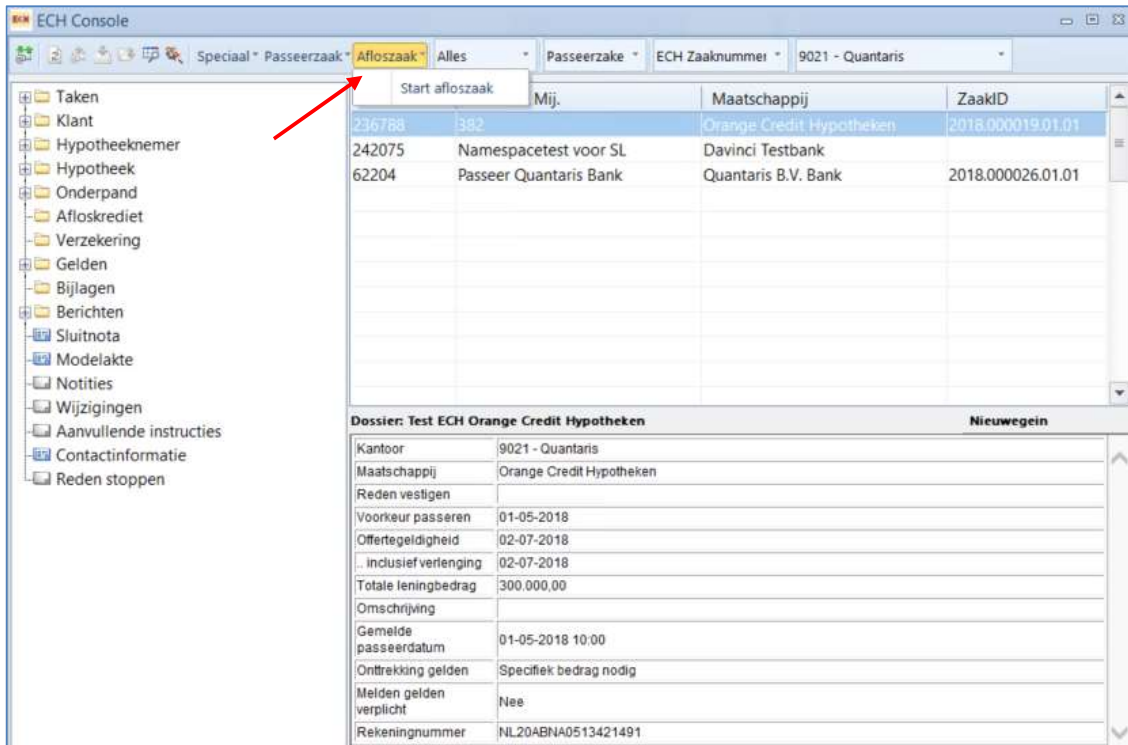 ECH ECH Console
Speciaal Passeerzaak Afloszaak Alles Passeerzake ECH Zaaknummer 9021 - Quantaris
Start afloszaak
Mij. Maatschappij ZaakID
236788 382 Orange Credit Hypotheken 2018.000019.01.01
242075 Namespacetest voor SL Davinci Testbank
62204 Passeer Quantaris Bank Quantaris B.V. Bank 2018.000026.01.01
Taken
Klant
Hypotheeknemer
Hypotheek
Onderpand
Afloskrediet
Verzekering
Gelden
Bijlagen
Berichten
Sluitnota
Modelakte
Notities
Wijzigingen
Aanvullende instructies
Contactinformatie
Reden stoppen
Dossier: Test ECH Orange Credit Hypotheken Nieuwegein
Kantoor 9021 - Quantaris
Maatschappij Orange Credit Hypotheken
Reden vestigen
Voorkeur passeren 01-05-2018
Offertegeldigheid 02-07-2018
.. inclusief verlenging 02-07-2018
Totale leningbedrag 300.000,00
Omschrijving
Gemelde
passeerdatum 01-05-2018 10:00
Onttrekking gelden Specifiek bedrag nodig
Melden gelden
verplicht Nee
Rekeningnummer NL20ABNA0513421491